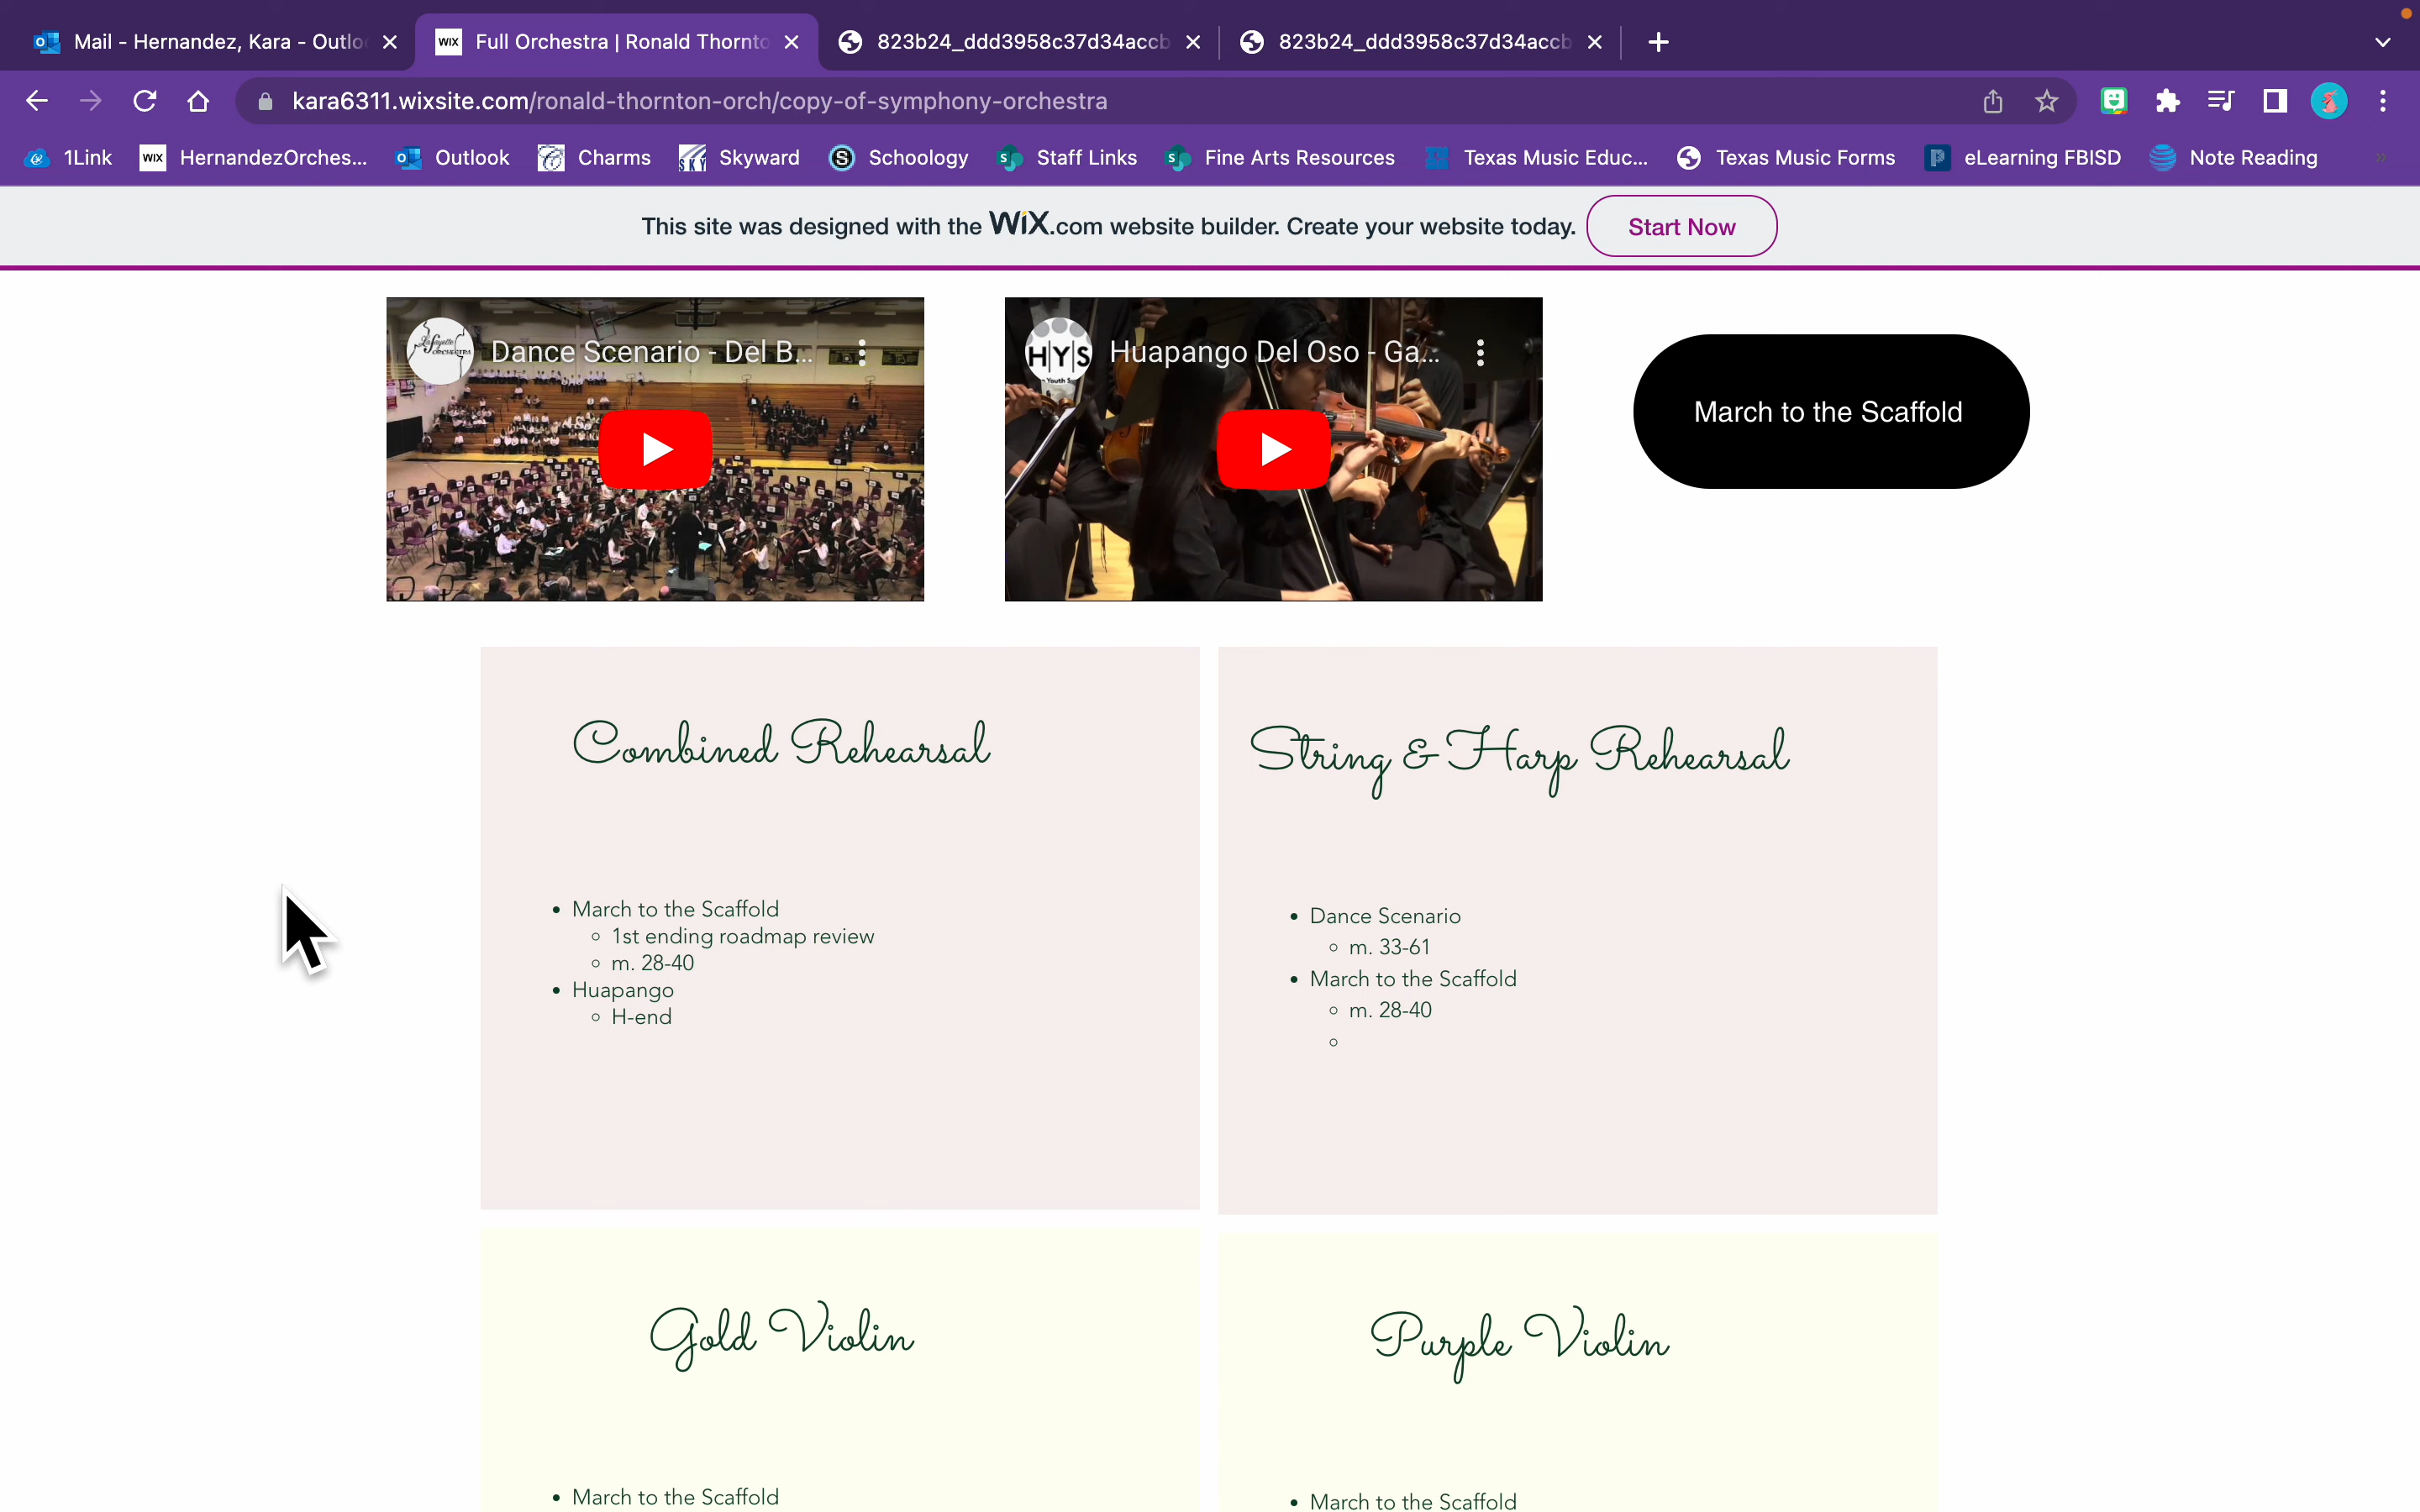 Mail - Hernandez, Kara - Outlo
Full Orchestra | Ronald Thornto
823b24_ddd3958c37d34accb
823b24_ddd3958c37d34accb
kara6311.wixsite.com/ronald-thornton-orch/copy-of-symphony-orchestra
1Link
WIX HernandezOrches...
Outlook
Charms
SKY Skyward
Schoology
Staff Links
Fine Arts Resources
Texas Music Educ...
Texas Music Forms
eLearning FBISD
Note Reading
This site was designed with the WiX.com website builder. Create your website today.
Start Now
Lafayette ORCHESTRA
Dance Scenario - Del B...
H|Y|S
Huapango Del Oso - Ga...
March to the Scaffold
Combined Rehearsal
• March to the Scaffold
◦ 1st ending roadmap review
◦ m. 28-40
• Huapango
◦ H-end
String & Harp Rehearsal
• Dance Scenario
◦ m. 33-61
• March to the Scaffold
◦ m. 28-40
◦
Gold Violin
• March to the Scaffold
Purple Violin
• March to the Scaffold